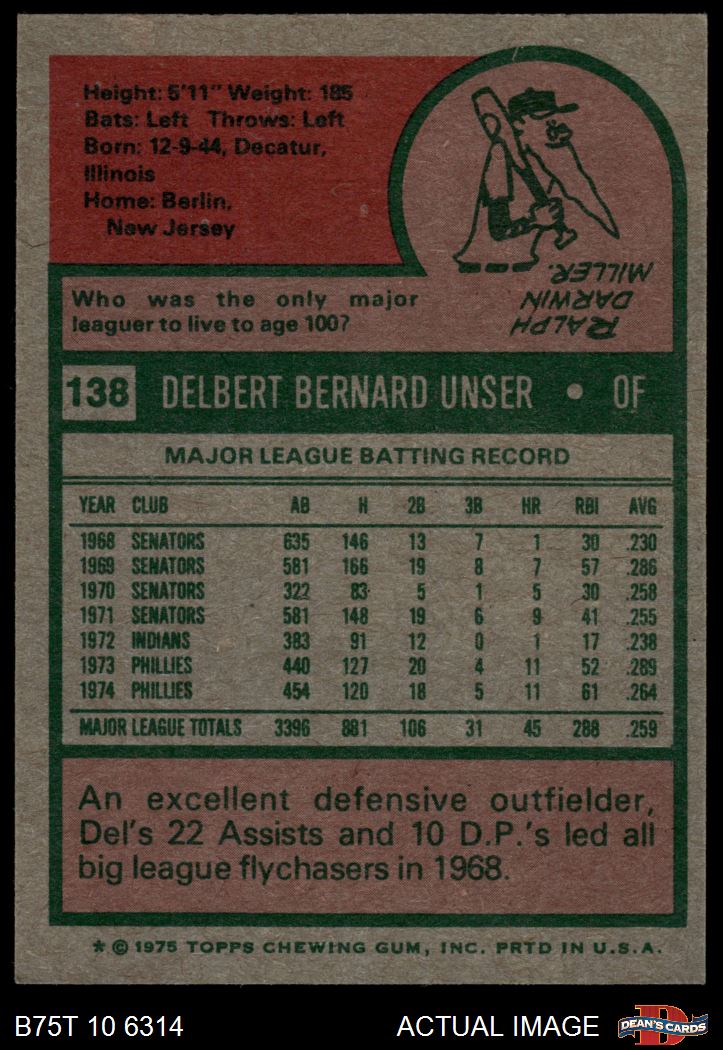 Height: 5'11" Weight: 185
Bats: Left Throws: Left
Born: 12-9-44, Decatur,
Illinois
Home: Berlin,
New Jersey
Who was the only major
leaguer to live to age 100?
RALPH
DARWIN
MILLER.
138 DELBERT BERNARD UNSER • OF
MAJOR LEAGUE BATTING RECORD
YEAR CLUB AB H 2B 3B HR RBI AVG
1968 SENATORS 635 146 13 7 1 30 .230
1969 SENATORS 581 166 19 8 7 57 .286
1970 SENATORS 322 83 5 1 5 30 .258
1971 SENATORS 581 148 19 6 9 41 .255
1972 INDIANS 383 91 12 0 1 17 .238
1973 PHILLIES 440 127 20 4 11 52 .289
1974 PHILLIES 454 120 18 5 11 61 .264
MAJOR LEAGUE TOTALS 3396 881 106 31 45 288 .259
An excellent defensive outfielder,
Del's 22 Assists and 10 D.P.'s led all
big league flychasers in 1968.
* © 1975 TOPPS CHEWING GUM, INC. PRTD IN U.S.A.
B75T 10 6314 ACTUAL IMAGE DEAN'S CARDS